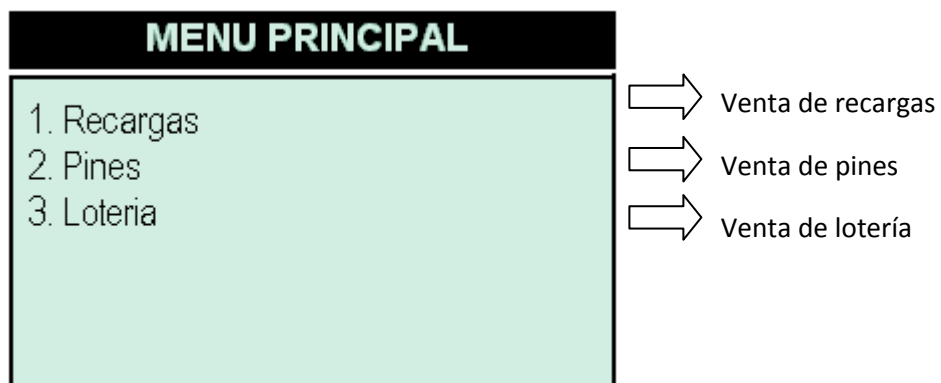 MENU PRINCIPAL
1. Recargas
2. Pines
3. Loteria
Venta de recargas
Venta de pines
Venta de lotería